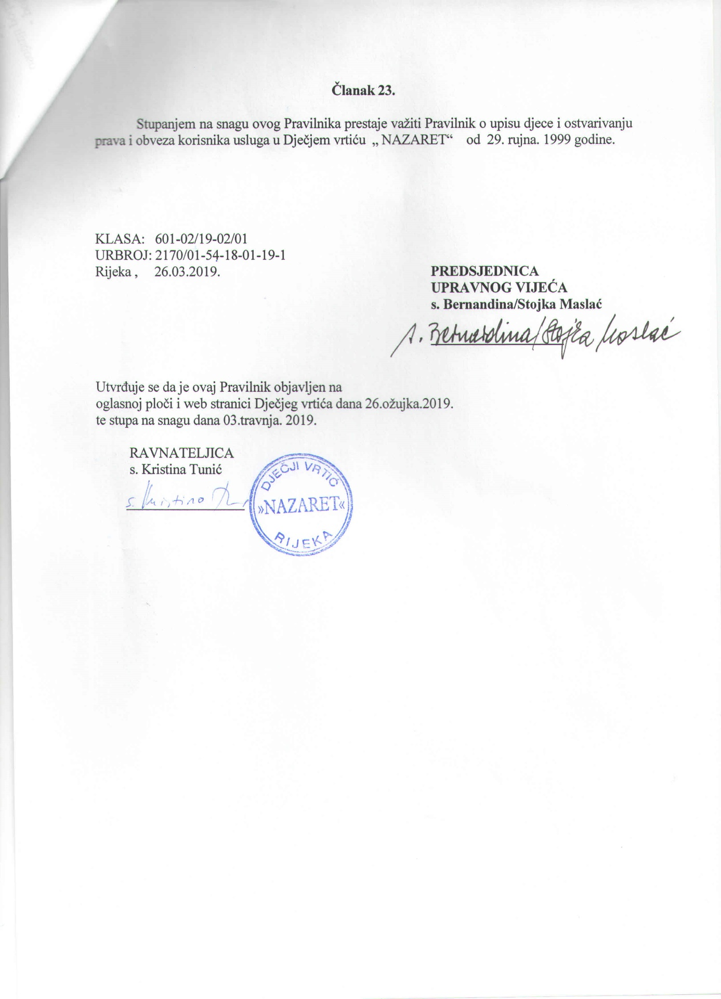 Članak 23.
Stupanjem na snagu ovog Pravilnika prestaje važiti Pravilnik o upisu djece i ostvarivanju
prava i obveza korisnika usluga u Dječjem vrtiću „ NAZARET“ od 29. rujna. 1999 godine.
KLASA: 601-02/19-02/01
URBROJ: 2170/01-54-18-01-19-1
Rijeka , 26.03.2019.
PREDSJEDNICA
UPRAVNOG VIJEĆA
s. Bernandina/Stojka Maslać
s. Bernardina/Stojka Maslać
Utvrđuje se da je ovaj Pravilnik objavljen na
oglasnoj ploči i web stranici Dječjeg vrtića dana 26.ožujka.2019.
te stupa na snagu dana 03.travnja. 2019.
RAVNATELJICA
s. Kristina Tunić
s. Kristina
DJEČJI VRTIĆ
»NAZARET«
RIJEKA